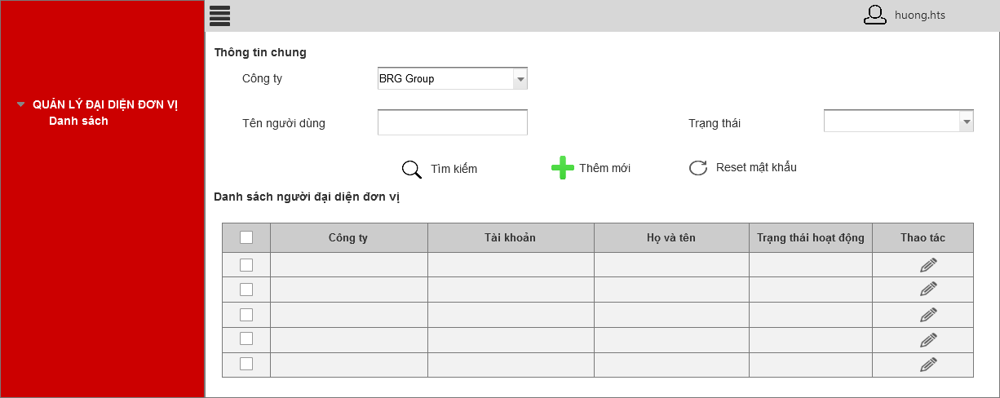 huong.hts
QUẢN LÝ ĐẠI DIỆN ĐƠN VỊ
Danh sách
Thông tin chung
Công ty BRG Group
Tên người dùng Trạng thái
Tìm kiếm Thêm mới Reset mật khẩu
Danh sách người đại diện đơn vị
Công ty Tài khoản Họ và tên Trạng thái hoạt động Thao tác